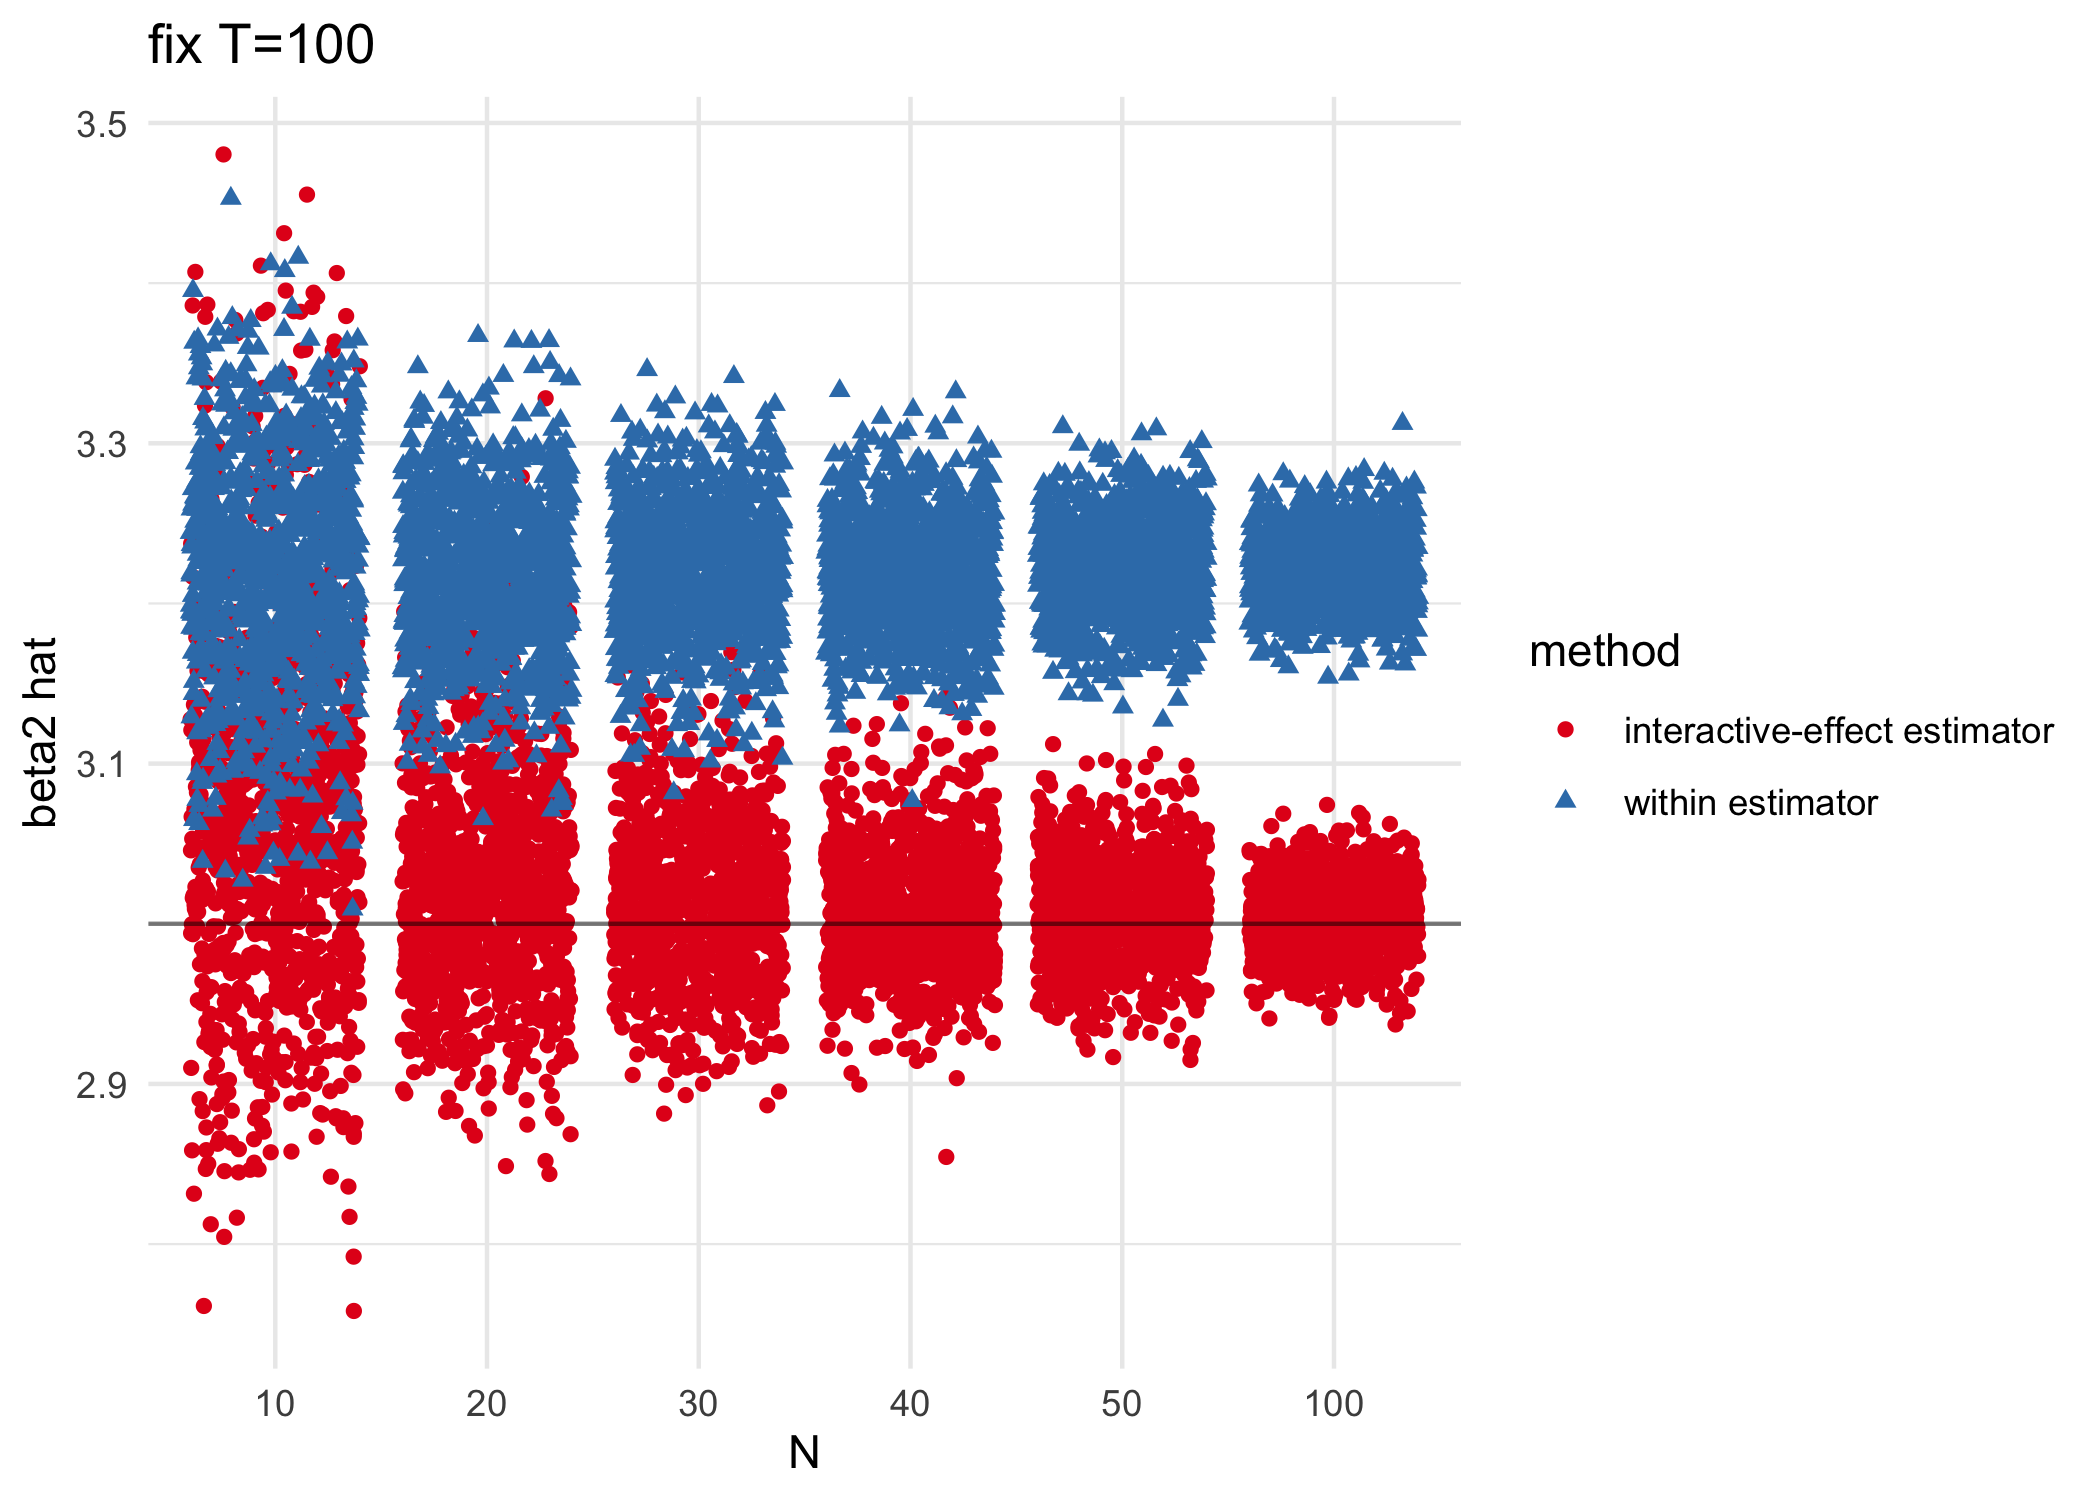 fix T=100
3.5
3.3
3.1
2.9
beta2 hat
10 20 30 40 50 100
N
method
interactive-effect estimator
within estimator